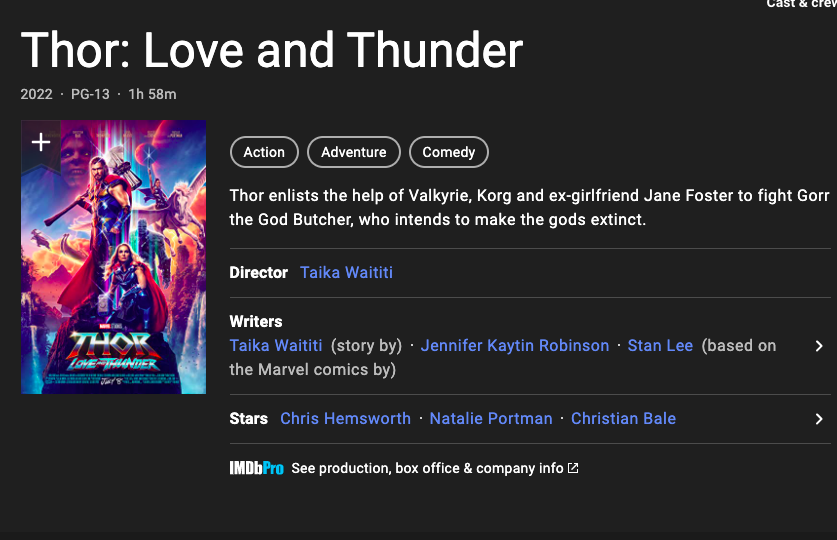 Cast & crew
Thor: Love and Thunder
2022 · PG-13 · 1h 58m
+
Action Adventure Comedy
Thor enlists the help of Valkyrie, Korg and ex-girlfriend Jane Foster to fight Gorr
the God Butcher, who intends to make the gods extinct.
Director Taika Waititi
Writers
Taika Waititi (story by) · Jennifer Kaytin Robinson · Stan Lee (based on
the Marvel comics by)
Stars Chris Hemsworth · Natalie Portman · Christian Bale
MARVEL STUDIOS
THOR
LOVE AND THUNDER
JULY 8
IMDbPro See production, box office & company info